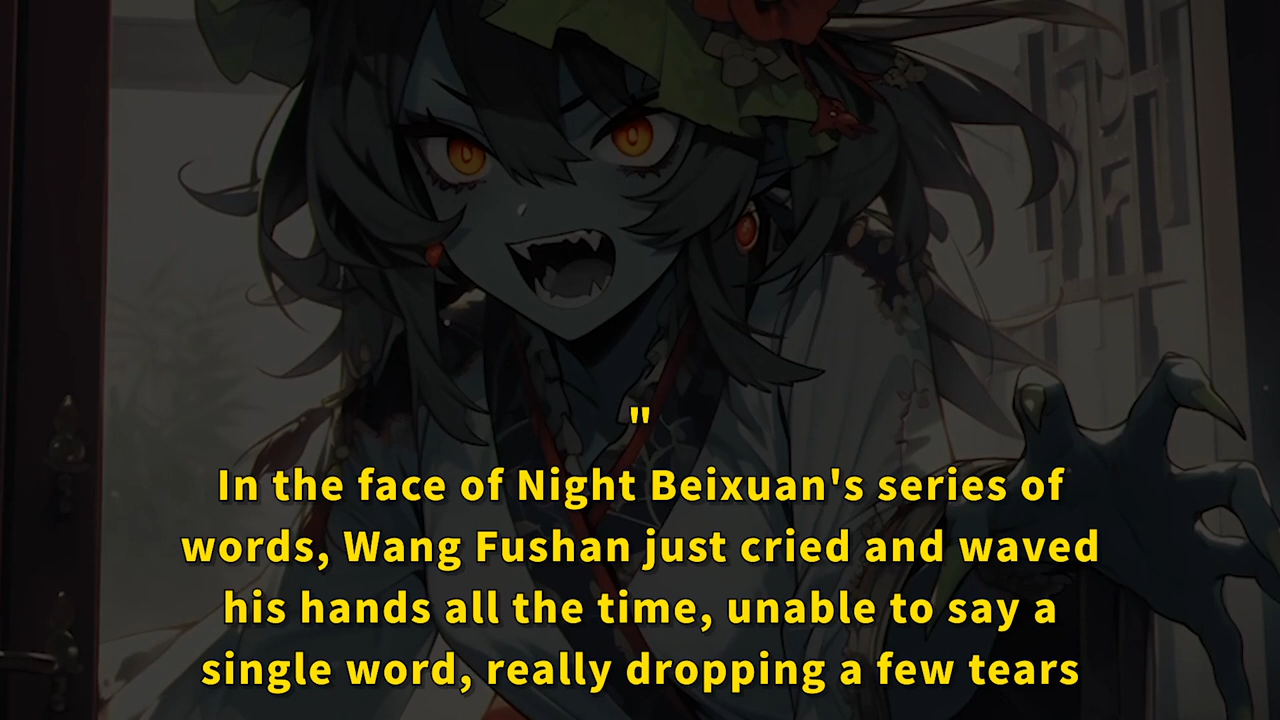 "
In the face of Night Beixuan's series of
words, Wang Fushan just cried and waved
his hands all the time, unable to say a
single word, really dropping a few tears